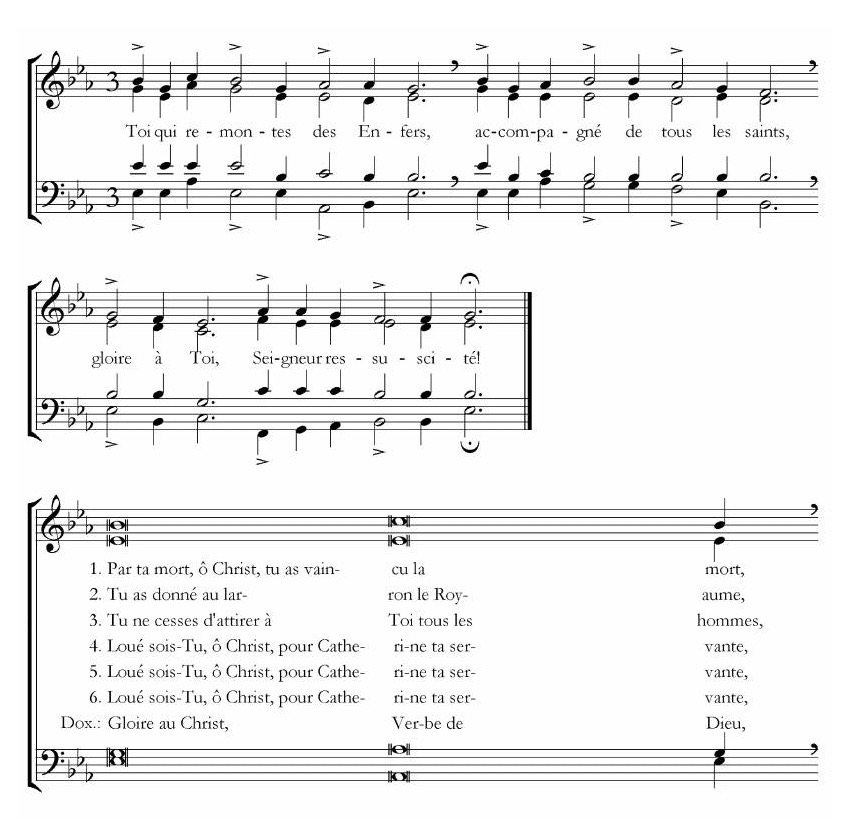 Toi qui re - mon - tes des En - fers, ac-com-pa - gné de tous les saints,
gloire à Toi, Sei-gneur res - su - sci - té!
1. Par ta mort, ô Christ, tu as vain- cu la mort,
2. Tu as donné au lar- ron le Roy- aume,
3. Tu ne cesses d'attirer à Toi tous les hommes,
4. Loué sois-Tu, ô Christ, pour Cathe- ri-ne ta ser- vante,
5. Loué sois-Tu, ô Christ, pour Cathe- ri-ne ta ser- vante,
6. Loué sois-Tu, ô Christ, pour Cathe- ri-ne ta ser- vante,
Dox.: Gloire au Christ, Ver-be de Dieu,